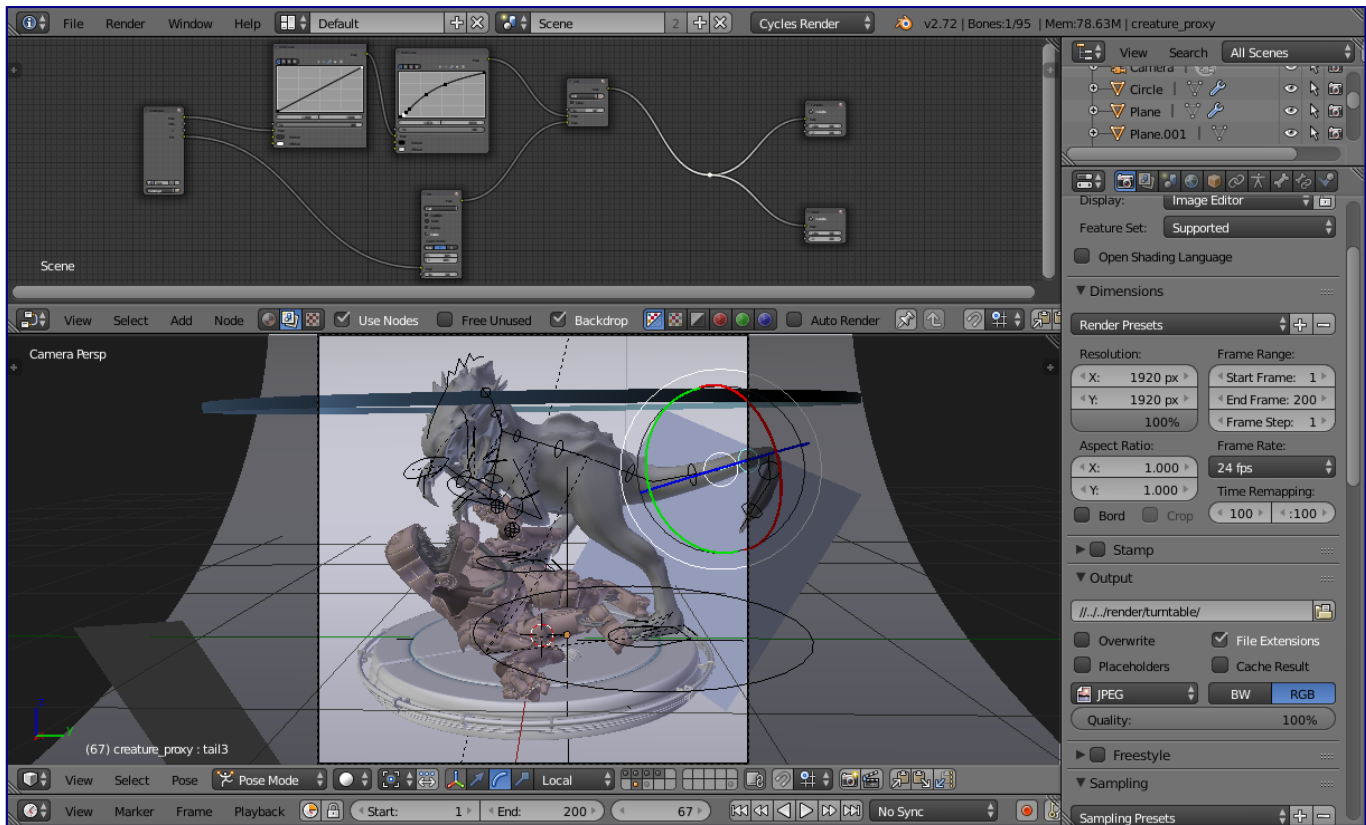 File Render Window Help Default Scene 2 Cycles Render v2.72 | Bones:1/95 | Mem:78.63M | creature_proxy
View Search All Scenes
Camera
Circle
Plane
Plane.001
Scene
View Select Add Node Use Nodes Free Unused Backdrop Auto Render
Camera Persp
(67) creature_proxy : tail3
View Select Pose Pose Mode Local
View Marker Frame Playback Start: 1 End: 200 67 No Sync
Display: Image Editor
Feature Set: Supported
Open Shading Language
Dimensions
Render Presets
Resolution: Frame Range:
X: 1920 px Start Frame: 1
Y: 1920 px End Frame: 200
100% Frame Step: 1
Aspect Ratio: Frame Rate:
X: 1.000 24 fps
Y: 1.000 Time Remapping:
Bord Crop 100 :100
Stamp
Output
//../../render/turntable/
Overwrite File Extensions
Placeholders Cache Result
JPEG BW RGB
Quality: 100%
Freestyle
Sampling
Sampling Presets